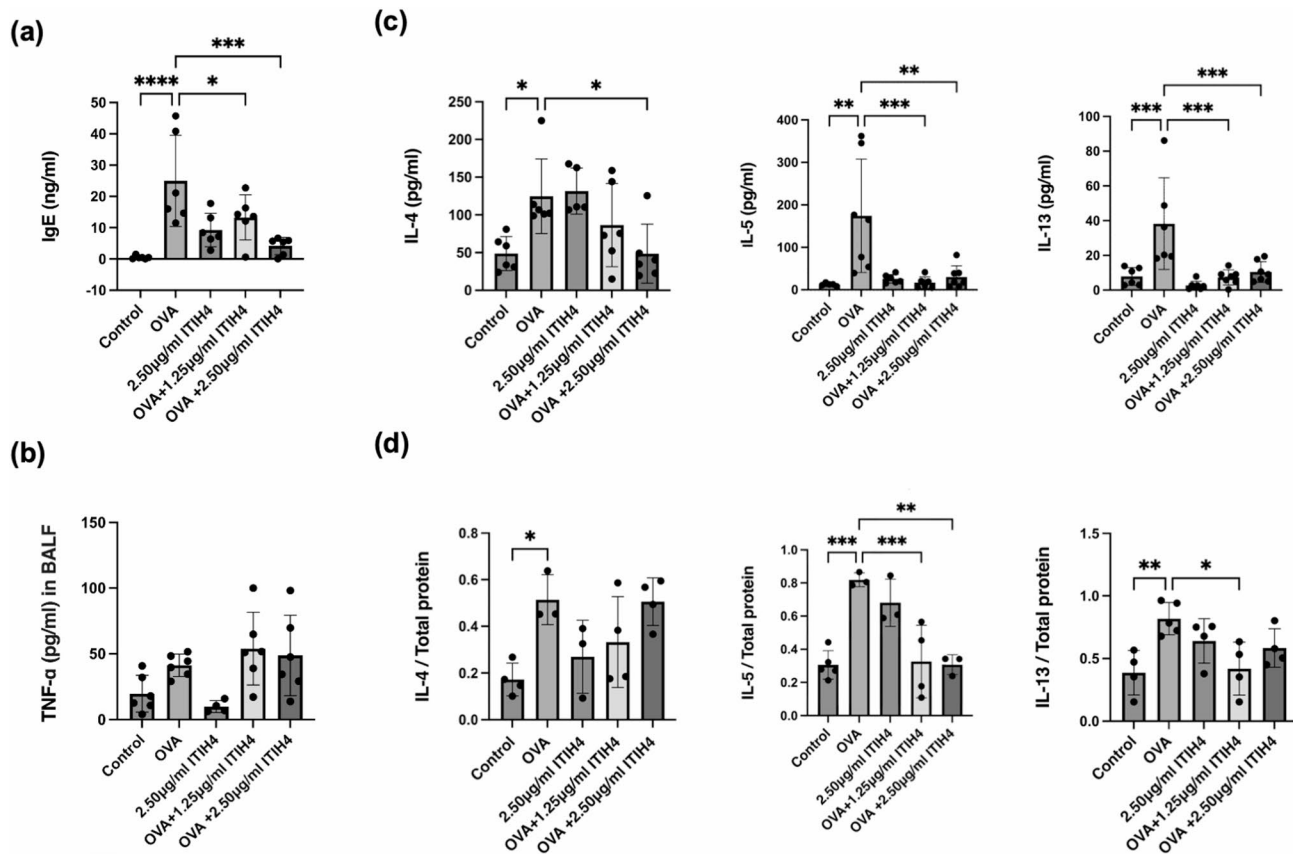 (a)
***
****
*
50
40
30
20
10
0
-10
IgE (ng/ml)
Control
OVA
2.50µg/ml ITIH4
OVA+1.25µg/ml ITIH4
OVA +2.50µg/ml ITIH4
(c)
*
*
250
200
150
100
50
0
IL-4 (pg/ml)
Control
OVA
2.50µg/ml ITIH4
OVA+1.25µg/ml ITIH4
OVA +2.50µg/ml ITIH4
**
**
***
400
300
200
100
0
IL-5 (pg/ml)
Control
OVA
2.50µg/ml ITIH4
OVA+1.25µg/ml ITIH4
OVA +2.50µg/ml ITIH4
***
***
***
100
80
60
40
20
0
IL-13 (pg/ml)
Control
OVA
2.50µg/ml ITIH4
OVA+1.25µg/ml ITIH4
OVA +2.50µg/ml ITIH4
(b)
150
100
50
0
TNF-α (pg/ml) in BALF
Control
OVA
2.50µg/ml ITIH4
OVA+1.25µg/ml ITIH4
OVA +2.50µg/ml ITIH4
(d)
*
0.8
0.6
0.4
0.2
0.0
IL-4 / Total protein
Control
OVA
2.50µg/ml ITIH4
OVA+1.25µg/ml ITIH4
OVA +2.50µg/ml ITIH4
**
***
***
1.0
0.8
0.6
0.4
0.2
0.0
IL-5 / Total protein
Control
OVA
2.50µg/ml ITIH4
OVA+1.25µg/ml ITIH4
OVA +2.50µg/ml ITIH4
**
*
1.5
1.0
0.5
0.0
IL-13 / Total protein
Control
OVA
2.50µg/ml ITIH4
OVA+1.25µg/ml ITIH4
OVA +2.50µg/ml ITIH4